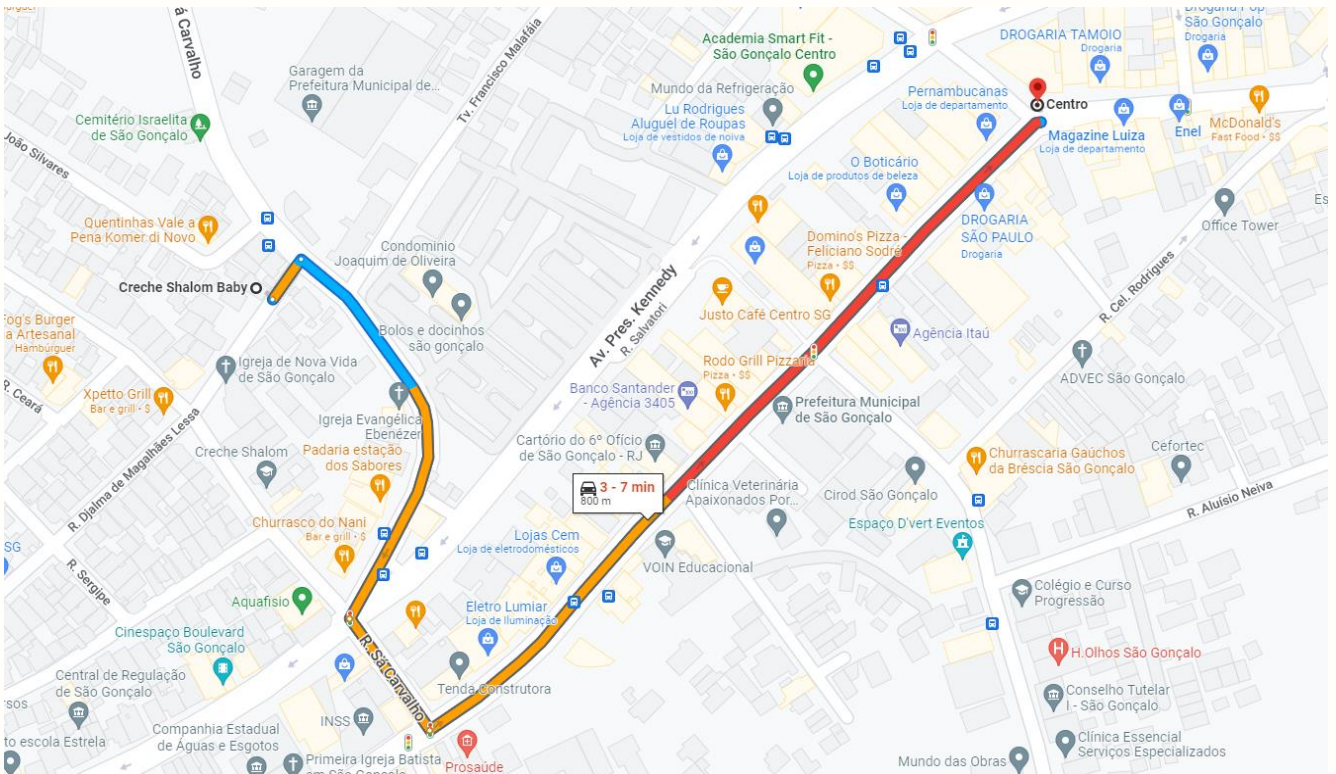 á Carvalho
Tv. Francisco Malafáia
Garagem da
Prefeitura Municipal de...
Cemitério Israelita
de São Gonçalo
João Silvares
Quentinhas Vale a
Pena Komer di Novo
Creche Shalom Baby
Condominio
Joaquim de Oliveira
Bolos e docinhos
são gonçalo
Fog's Burger
a Artesanal
Hambúrguer
R. Ceará
Xpetto Grill
Bar e grill • $
Igreja de Nova Vida
de São Gonçalo
Igreja Evangélica
Ebenézer
Creche Shalom
Padaria estação
dos Sabores
R. Djalma de Magalhães Lessa
Churrasco do Nani
Bar e grill • $
SG
R. Sergipe
Aquafisio
Cinespaço Boulevard
São Gonçalo
Central de Regulação
de São Gonçalo
sos
to escola Estrela
Companhia Estadual
de Águas e Esgotos
INSS
Primeira Igreja Batista
em São Gonçalo
Prosaúde
R. Sá Carvalho
Tenda Construtora
Eletro Lumiar
Loja de Iluminação
Lojas Cem
Loja de eletrodomésticos
3 - 7 min
800 m
VOIN Educacional
Clínica Veterinária
Apaixonados Por...
Cartório do 6º Ofício
de São Gonçalo - RJ
Banco Santander
- Agência 3405
Rodo Grill Pizzaria
Pizza • $$
Prefeitura Municipal
de São Gonçalo
Av. Pres. Kennedy
R. Salvatori
Justo Café Centro SG
Domino's Pizza -
Feliciano Sodré
Pizza • $$
Agência Itaú
Academia Smart Fit -
São Gonçalo Centro
Mundo da Refrigeração
Lu Rodrigues
Aluguel de Roupas
Loja de vestidos de noiva
Pernambucanas
Loja de departamento
O Boticário
Loja de produtos de beleza
DROGARIA
SÃO PAULO
Drogaria
DROGARIA TAMOIO
Drogaria
Drogaria Pop
São Gonçalo
Drogaria
Centro
Magazine Luiza
Loja de departamento
Enel
McDonald's
Fast Food • $$
Office Tower
Es
R. Cel. Rodrigues
ADVEC São Gonçalo
Churrascaria Gaúchos
da Bréscia São Gonçalo
Cefortec
Cirod São Gonçalo
Espaço D'vert Eventos
R. Aluísio Neiva
Colégio e Curso
Progressão
H.Olhos São Gonçalo
Conselho Tutelar
I - São Gonçalo
Clínica Essencial
Serviços Especializados
Mundo das Obras